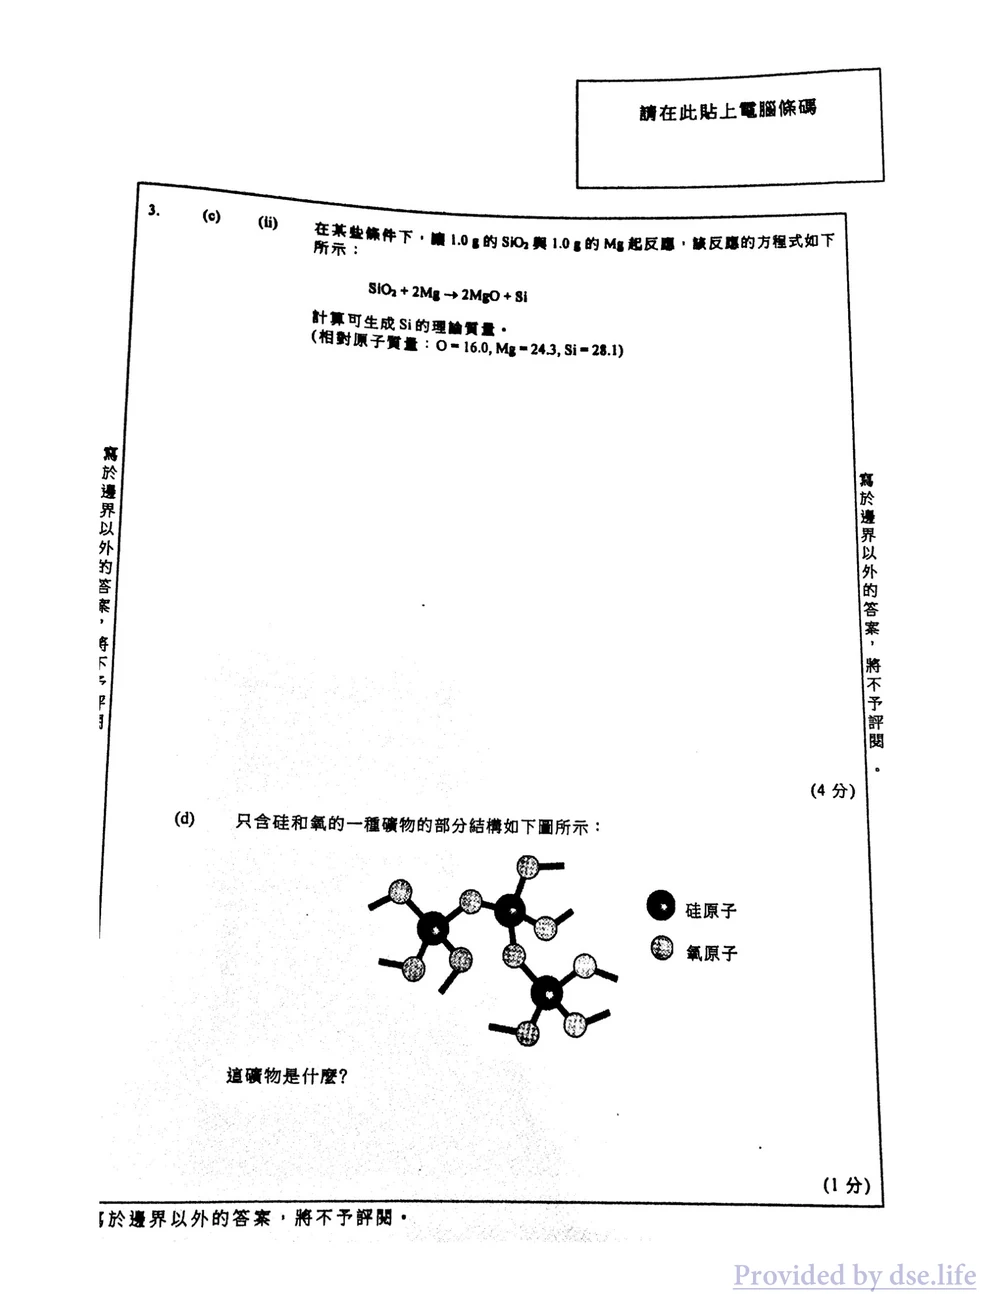 請在此貼上電腦條碼
3. (c) (ii) 在某些條件下，讓 1.0 g 的 SiO₂ 與 1.0 g 的 Mg 起反應，該反應的方程式如下
所示：
SiO₂ + 2Mg → 2MgO + Si
計算可生成 Si 的理論質量。
(相對原子質量：O = 16.0, Mg = 24.3, Si = 28.1)
寫於邊界以外的答案，將不予評閱
寫於邊界以外的答案，將不予評閱。
(4 分)
(d) 只含硅和氧的一種礦物的部分結構如下圖所示：
硅原子
氧原子
這礦物是什麼?
(1 分)
寫於邊界以外的答案，將不予評閱。
Provided by dse.life